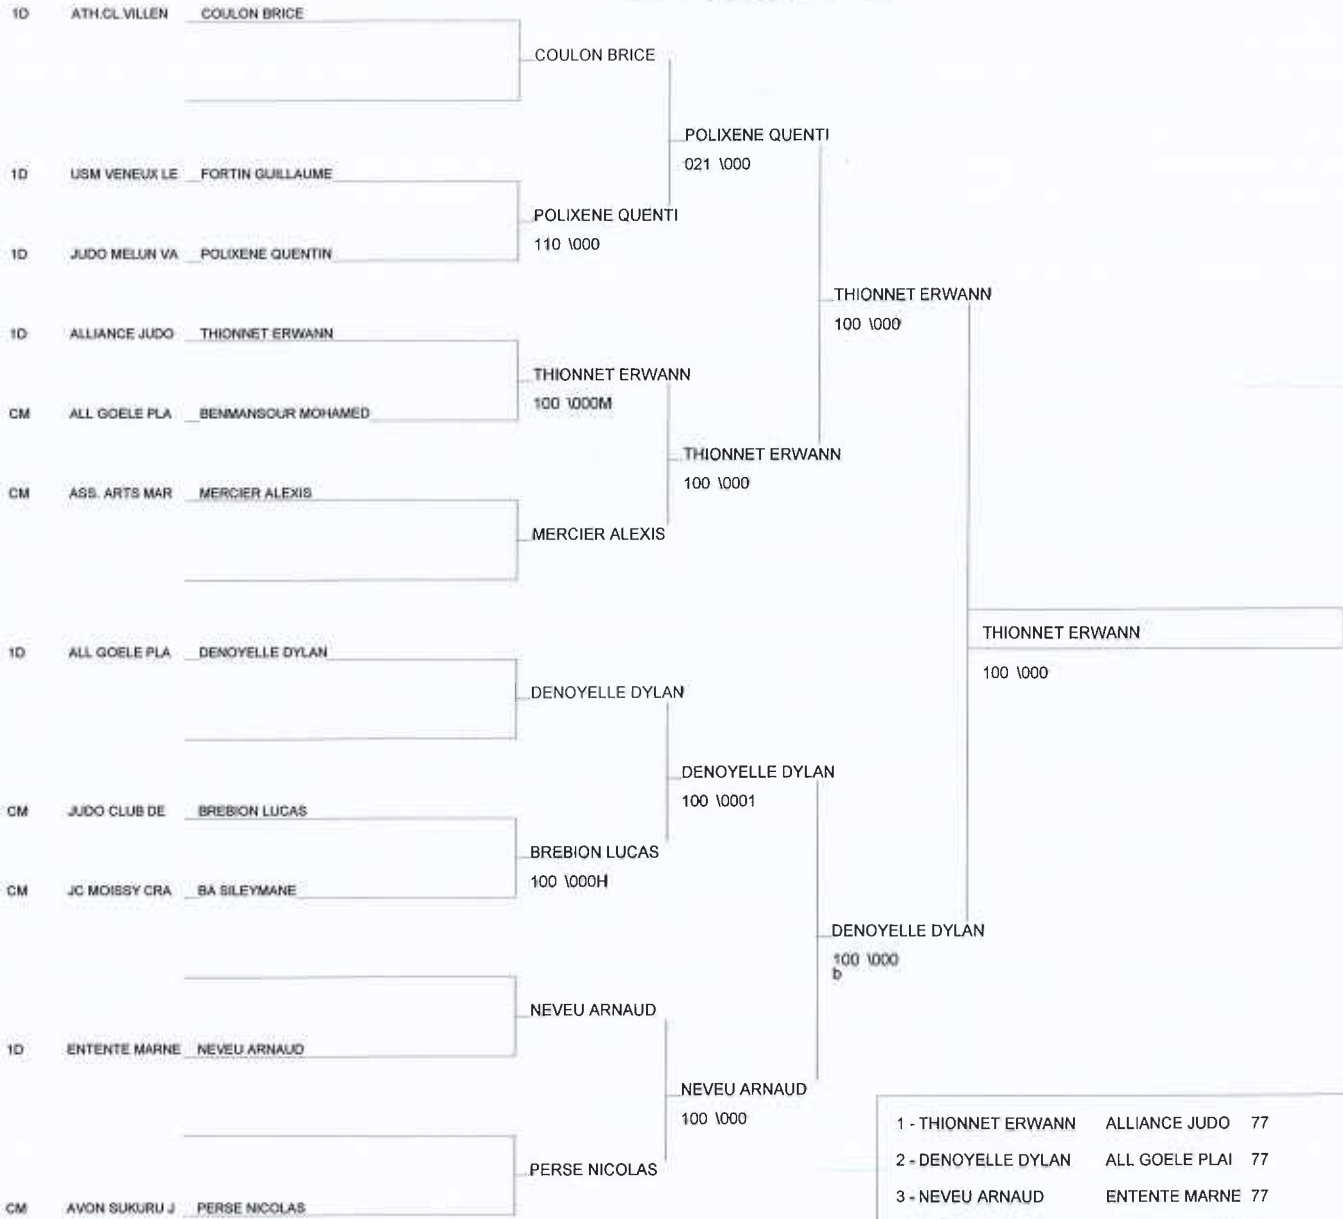 1D ATH.CL.VILLEN COULON BRICE
COULON BRICE
POLIXENE QUENTI
021 \000
1D USM VENEUX LE FORTIN GUILLAUME
POLIXENE QUENTI
110 \000
1D JUDO MELUN VA POLIXENE QUENTIN
THIONNET ERWANN
100 \000
1D ALLIANCE JUDO THIONNET ERWANN
THIONNET ERWANN
100 \000M
CM ALL GOELE PLA BENMANSOUR MOHAMED
THIONNET ERWANN
100 \000
CM ASS. ARTS MAR MERCIER ALEXIS
MERCIER ALEXIS
THIONNET ERWANN
100 \000
1D ALL GOELE PLA DENOYELLE DYLAN
DENOYELLE DYLAN
DENOYELLE DYLAN
100 \0001
CM JUDO CLUB DE BREBION LUCAS
BREBION LUCAS
100 \000H
CM JC MOISSY CRA BA SILEYMANE
DENOYELLE DYLAN
100 \000
b
NEVEU ARNAUD
1D ENTENTE MARNE NEVEU ARNAUD
NEVEU ARNAUD
100 \000
PERSE NICOLAS
CM AVON SUKURU J PERSE NICOLAS
1 - THIONNET ERWANN ALLIANCE JUDO 77
2 - DENOYELLE DYLAN ALL GOELE PLAI 77
3 - NEVEU ARNAUD ENTENTE MARNE 77